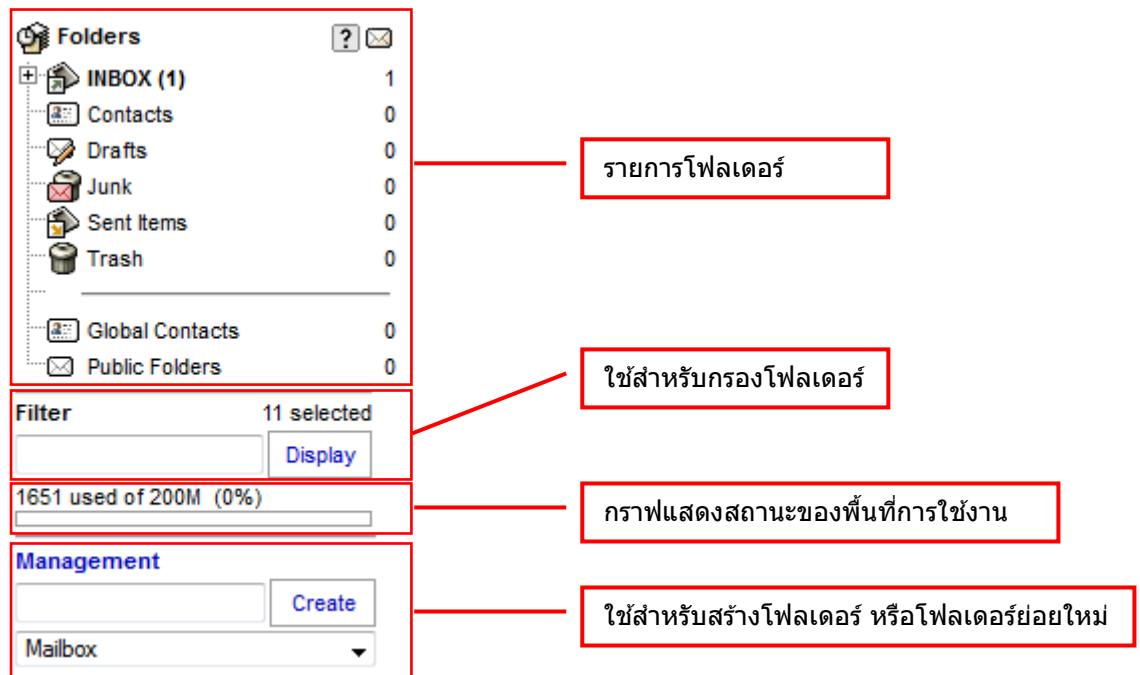 Folders
INBOX (1) 1
Contacts 0
Drafts 0
Junk 0
Sent Items 0
Trash 0
Global Contacts 0
Public Folders 0
รายการโฟลเดอร์
Filter 11 selected
Display
ใช้สำหรับกรองโฟลเดอร์
1651 used of 200M (0%)
กราฟแสดงสถานะของพื้นที่การใช้งาน
Management
Create
Mailbox
ใช้สำหรับสร้างโฟลเดอร์ หรือโฟลเดอร์ย่อยใหม่